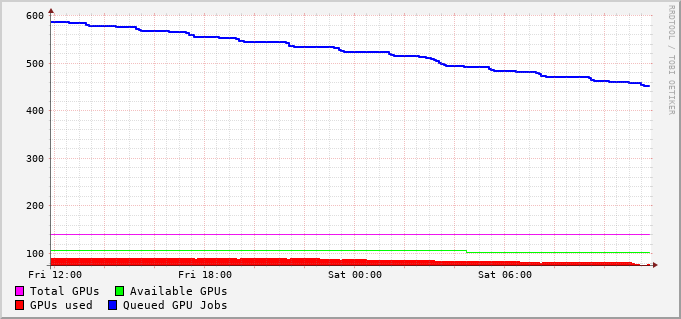 600
500
400
300
200
100
Fri 12:00 Fri 18:00 Sat 00:00 Sat 06:00
Total GPUs Available GPUs
GPUs used Queued GPU Jobs
RRDTOOL / TOBI OETIKER